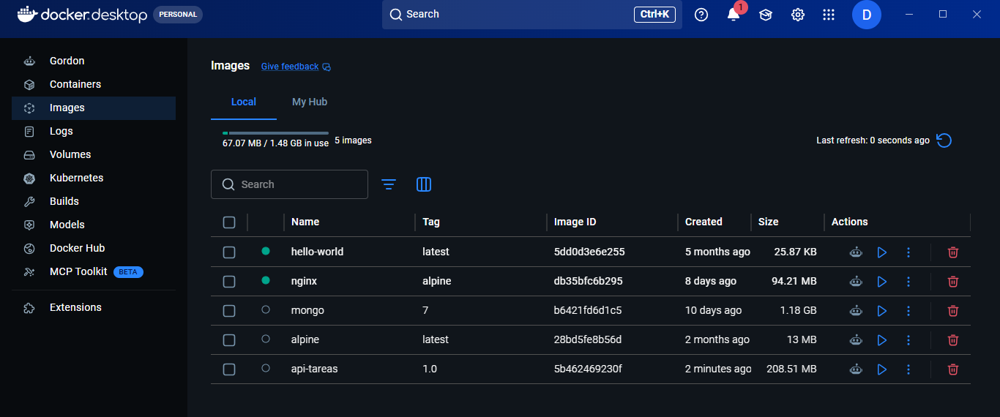 docker.desktop PERSONAL Search Ctrl+K 1 D
Gordon
Containers
Images
Logs
Volumes
Kubernetes
Builds
Models
Docker Hub
MCP Toolkit BETA
Extensions
Images Give feedback
Local My Hub
67.07 MB / 1.48 GB in use 5 images Last refresh: 0 seconds ago
Search
Name Tag Image ID Created Size Actions
hello-world latest 5dd0d3e6e255 5 months ago 25.87 KB
nginx alpine db35bfc6b295 8 days ago 94.21 MB
mongo 7 b6421fd6d1c5 10 days ago 1.18 GB
alpine latest 28bd5fe8b56d 2 months ago 13 MB
api-tareas 1.0 5b462469230f 2 minutes ago 208.51 MB